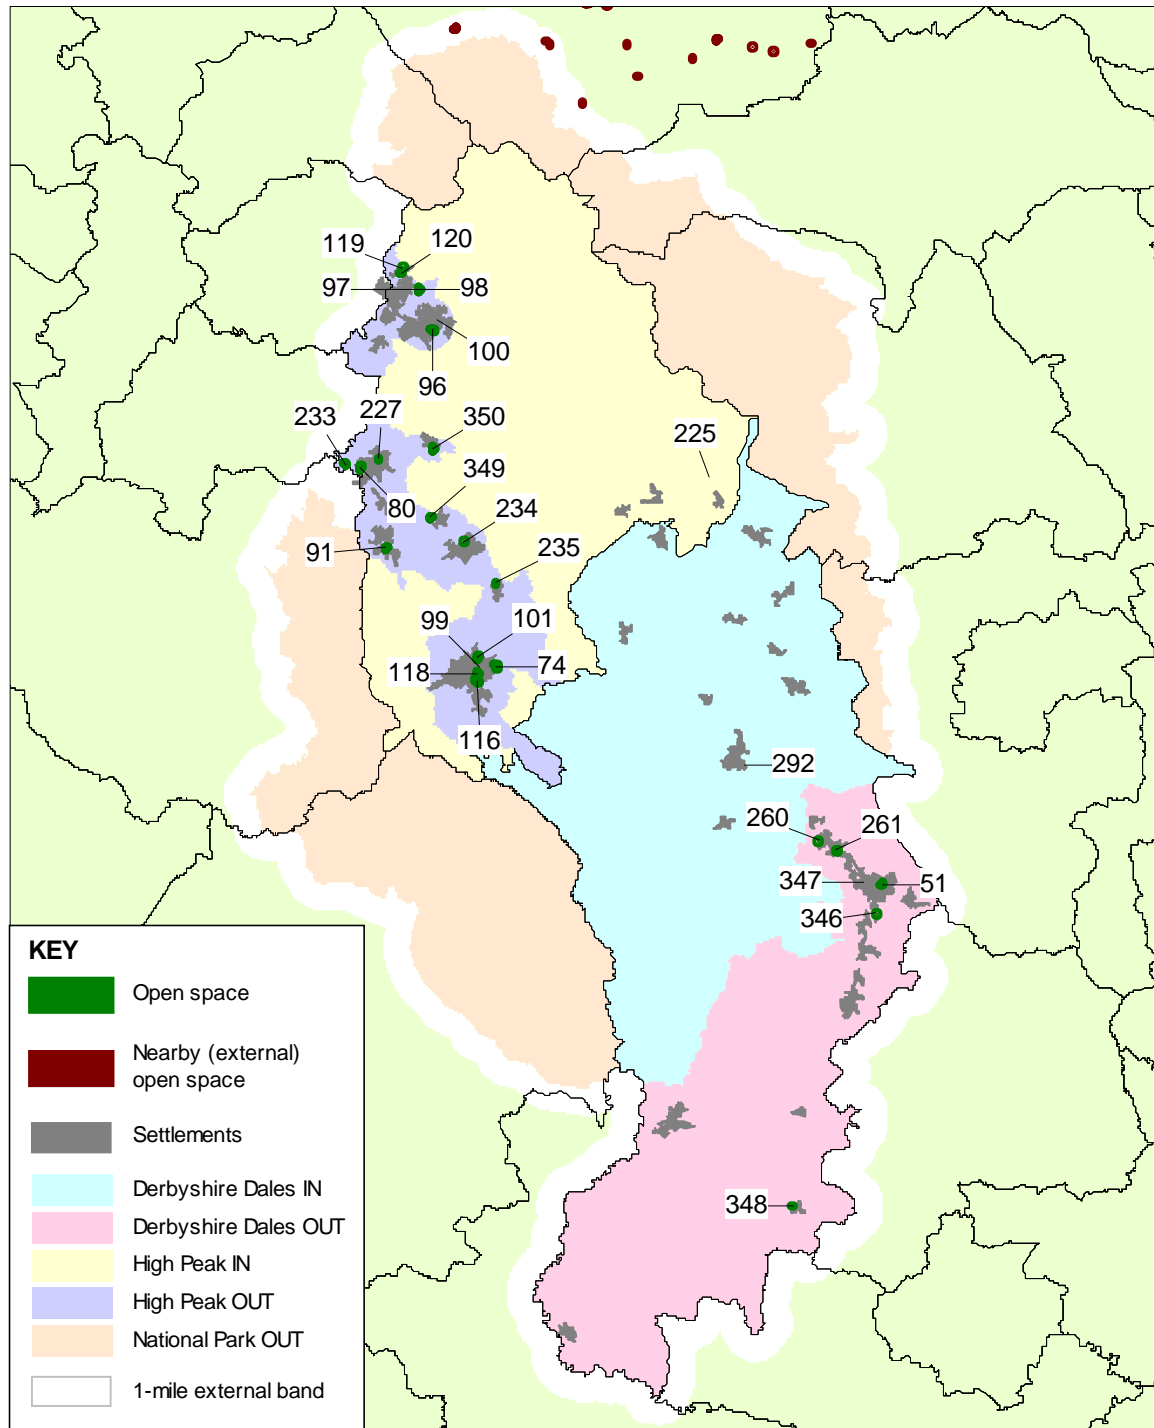 119
120
97
98
100
96
233
227
350
225
349
80
234
91
235
99
101
118
74
116
292
260
261
347
51
346
348
KEY
Open space
Nearby (external)
open space
Settlements
Derbyshire Dales IN
Derbyshire Dales OUT
High Peak IN
High Peak OUT
National Park OUT
1-mile external band